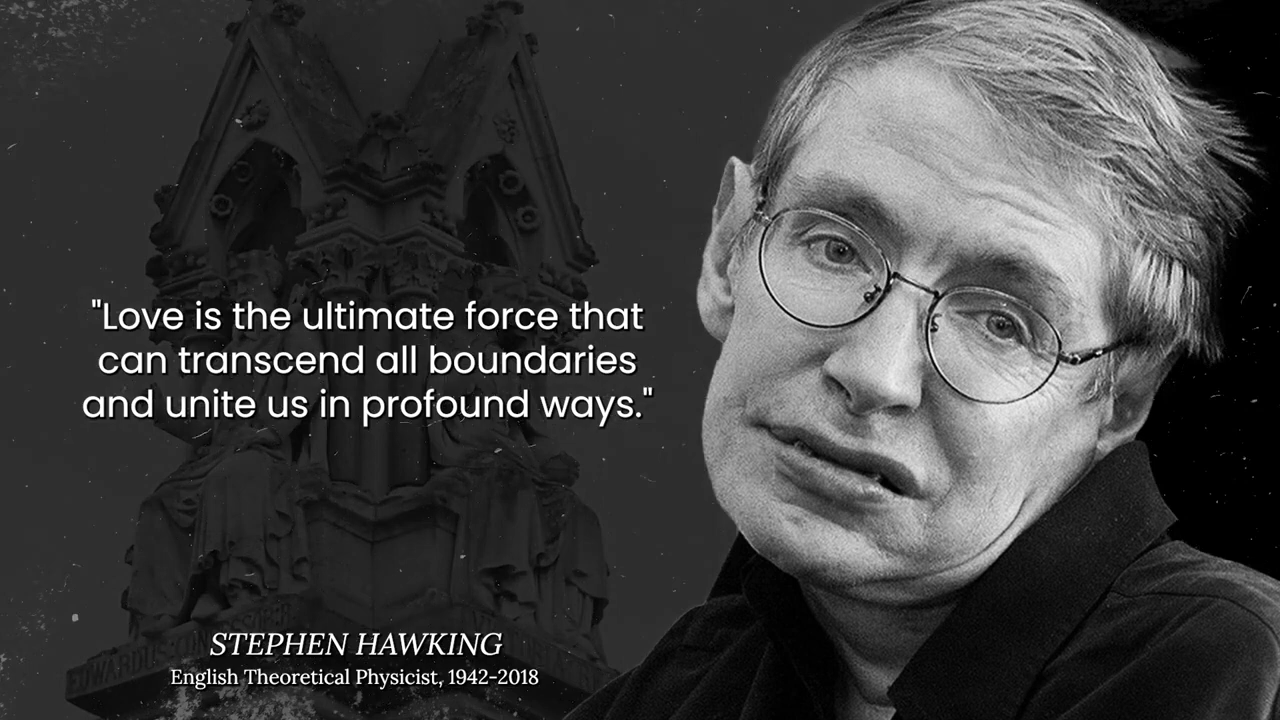 "Love is the ultimate force that
can transcend all boundaries
and unite us in profound ways."
STEPHEN HAWKING
English Theoretical Physicist, 1942-2018